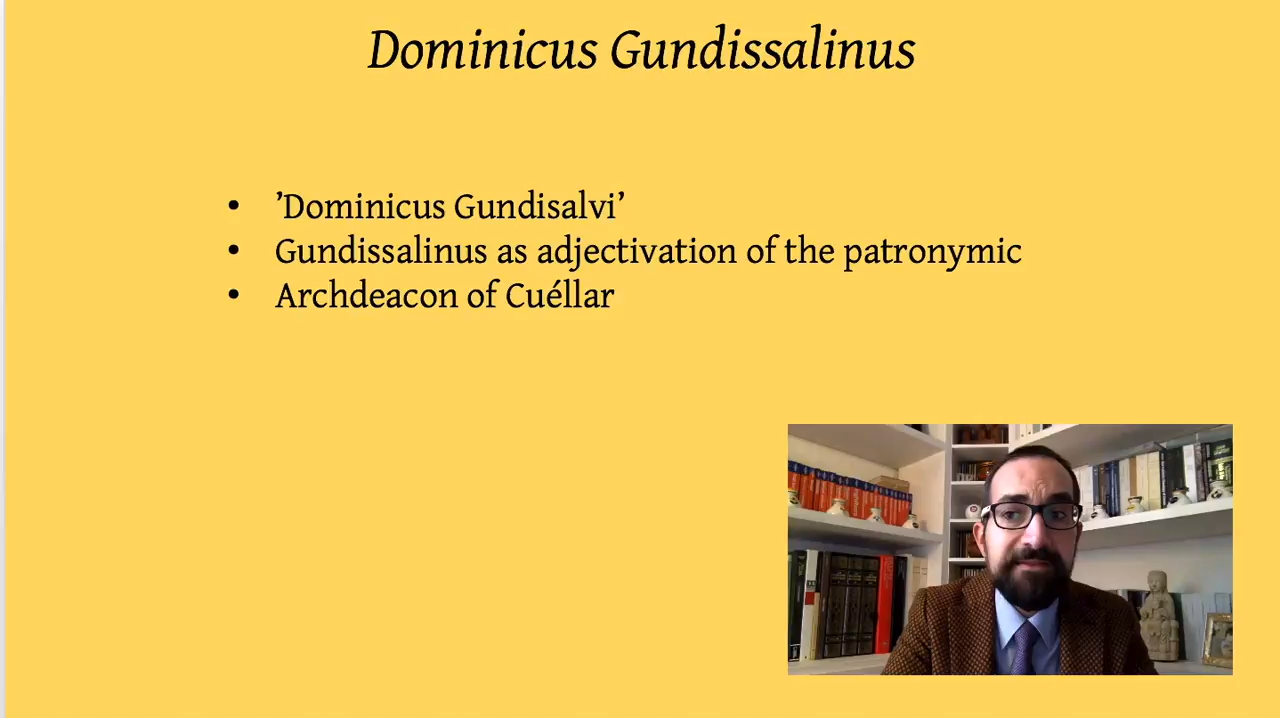 Dominicus Gundissalinus
• ’Dominicus Gundisalvi’
• Gundissalinus as adjectivation of the patronymic
• Archdeacon of Cuéllar